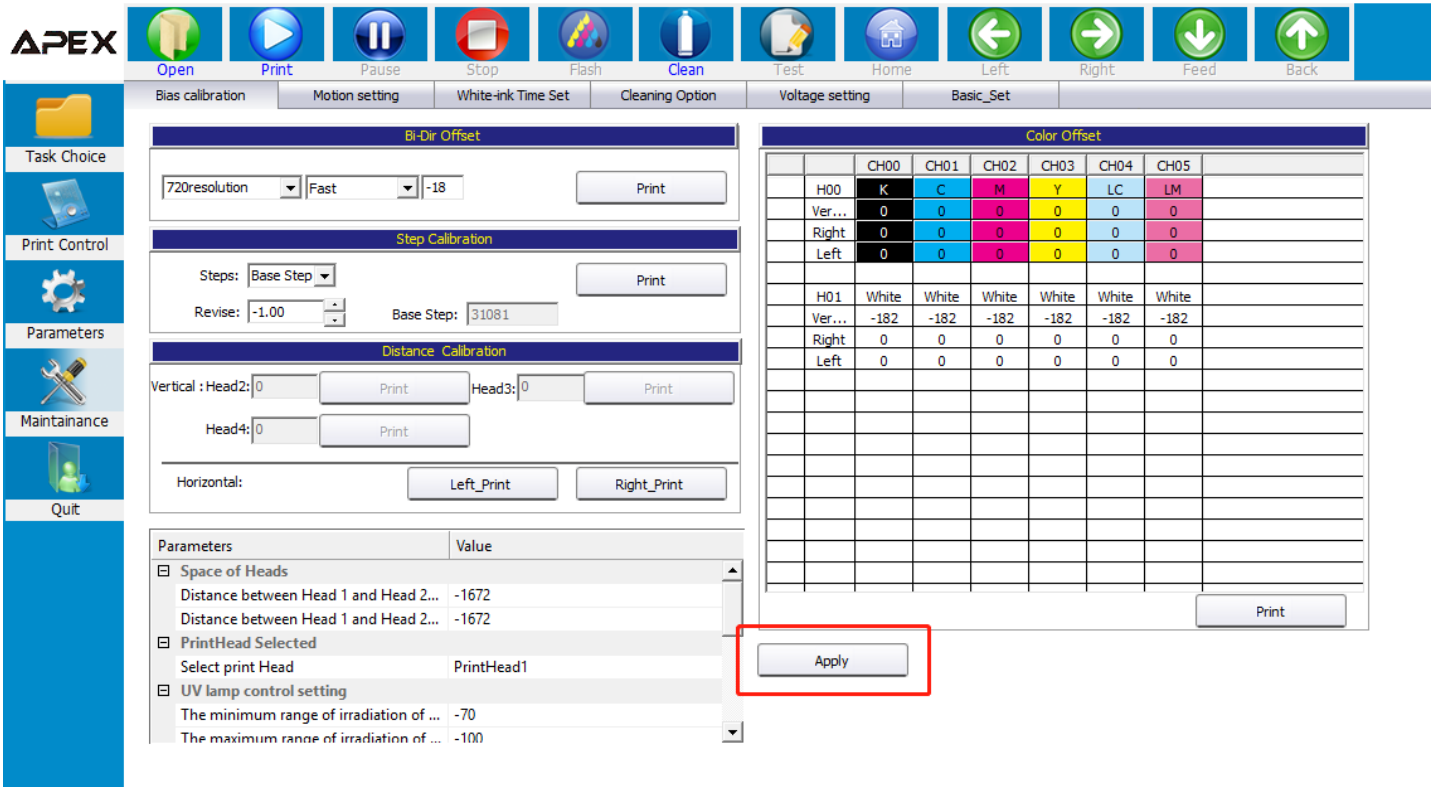 APEX
Open Print Pause Stop Flash Clean Test Home Left Right Feed Back
Bias calibration Motion setting White-ink Time Set Cleaning Option Voltage setting Basic_Set
Task Choice
Print Control
Parameters
Maintainance
Quit
Bi-Dir Offset
720resolution Fast -18 Print
Step Calibration
Steps: Base Step Print
Revise: -1.00 Base Step: 31081
Distance Calibration
Vertical : Head2: 0 Print Head3: 0 Print
Head4: 0 Print
Horizontal: Left_Print Right_Print
Parameters Value
Space of Heads
Distance between Head 1 and Head 2... -1672
Distance between Head 1 and Head 2... -1672
PrintHead Selected
Select print Head PrintHead1
UV lamp control setting
The minimum range of irradiation of ... -70
The maximum range of irradiation of ... -100
Color Offset
CH00 CH01 CH02 CH03 CH04 CH05
H00 K C M Y LC LM
Ver... 0 0 0 0 0 0
Right 0 0 0 0 0 0
Left 0 0 0 0 0 0
H01 White White White White White White
Ver... -182 -182 -182 -182 -182 -182
Right 0 0 0 0 0 0
Left 0 0 0 0 0 0
Print
Apply